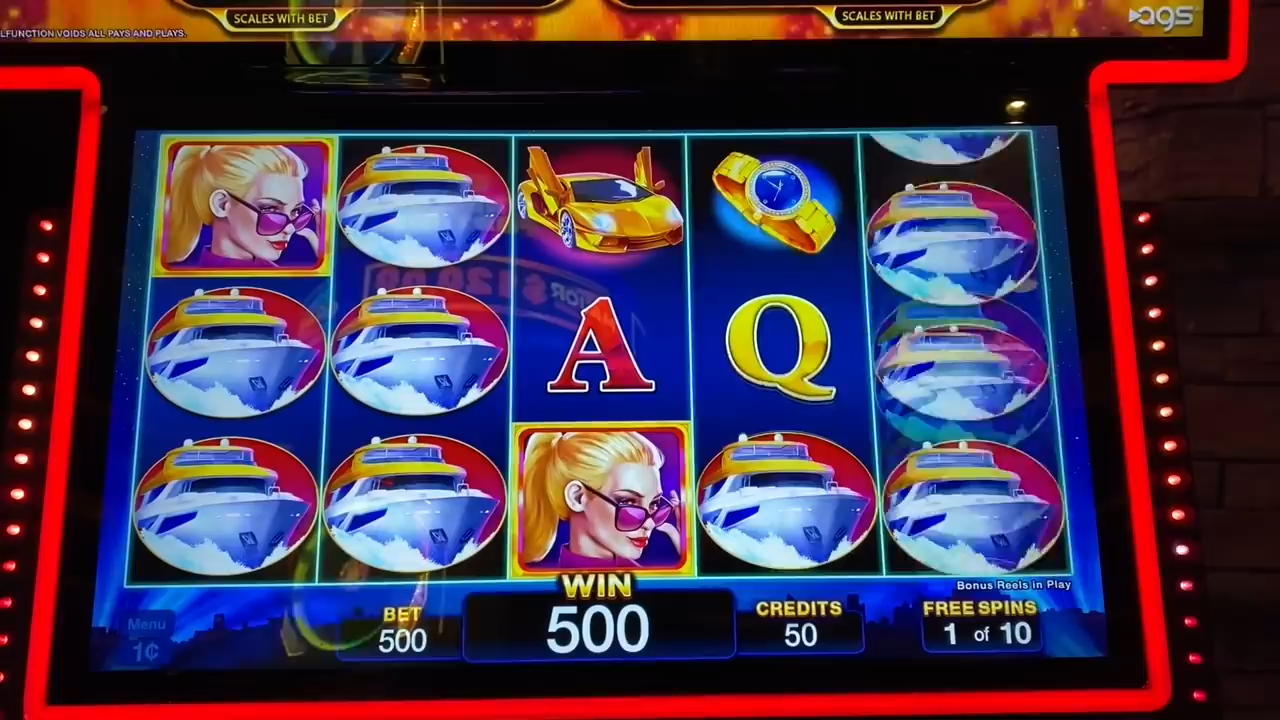 SCALES WITH BET
SCALES WITH BET
ags
LFUNCTION VOIDS ALL PAYS AND PLAYS.
A
Q
Bonus Reels in Play
Menu
1¢
BET
500
WIN
500
CREDITS
50
FREE SPINS
1 of 10